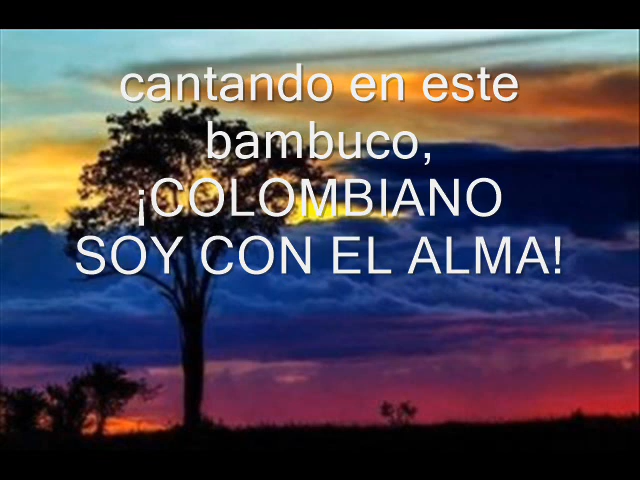 cantando en este
bambuco,
¡COLOMBIANO
SOY CON EL ALMA!